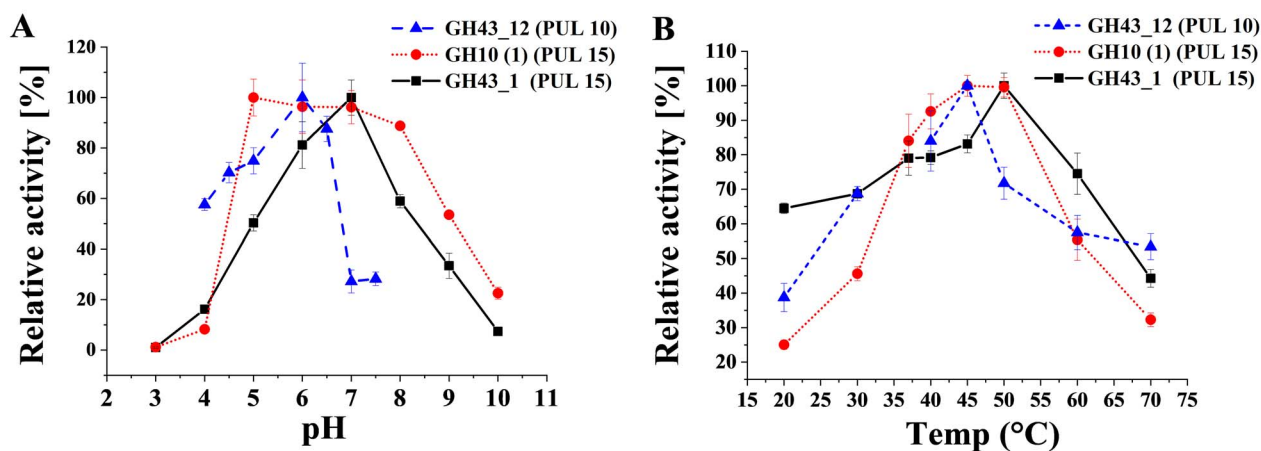 A
GH43_12 (PUL 10)
GH10 (1) (PUL 15)
GH43_1 (PUL 15)
Relative activity [%]
120
100
80
60
40
20
0
2 3 4 5 6 7 8 9 10 11
pH
B
GH43_12 (PUL 10)
GH10 (1) (PUL 15)
GH43_1 (PUL 15)
Relative activity [%]
110
100
90
80
70
60
50
40
30
20
15 20 25 30 35 40 45 50 55 60 65 70 75
Temp (°C)